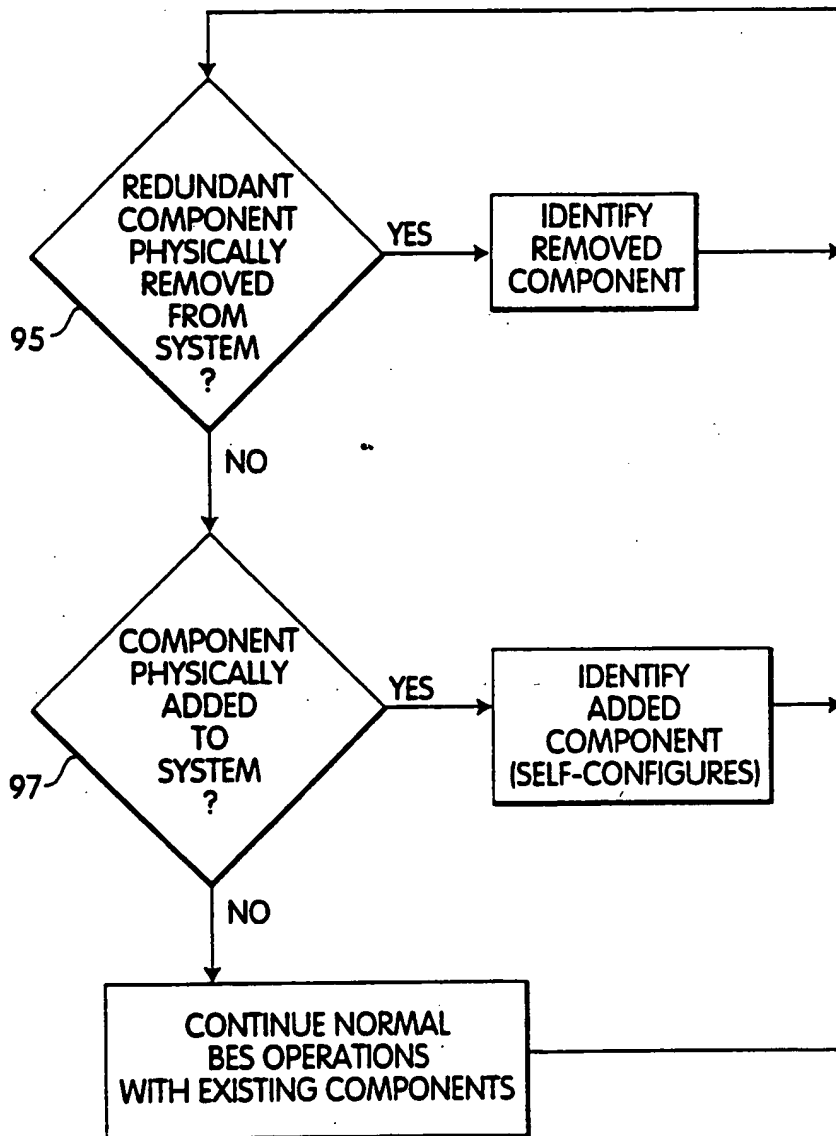 REDUNDANT
COMPONENT
PHYSICALLY
REMOVED
FROM
SYSTEM
?
95
YES
IDENTIFY
REMOVED
COMPONENT
NO
COMPONENT
PHYSICALLY
ADDED
TO
SYSTEM
?
97
YES
IDENTIFY
ADDED
COMPONENT
(SELF-CONFIGURES)
NO
CONTINUE NORMAL
BES OPERATIONS
WITH EXISTING COMPONENTS